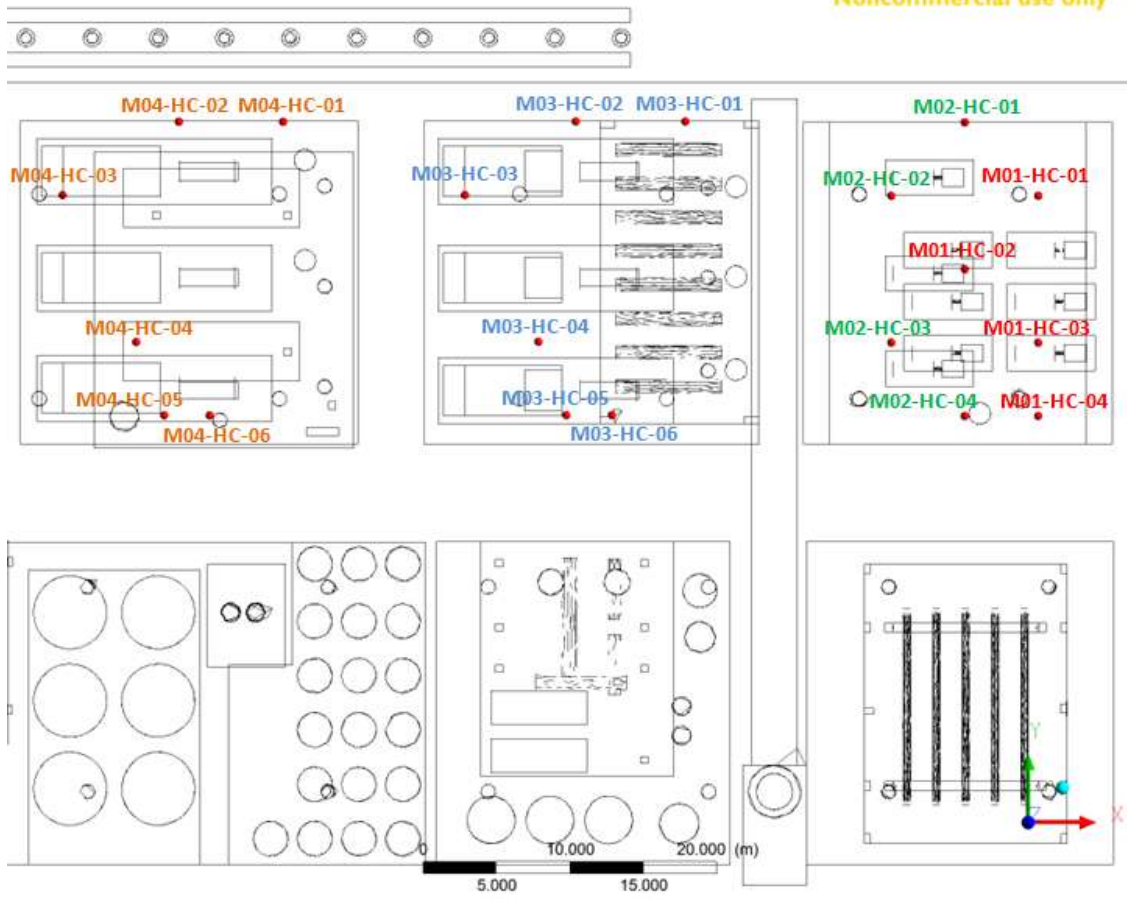 Noncommercial use only
M04-HC-02 M04-HC-01 M03-HC-02 M03-HC-01 M02-HC-01
M04-HC-03 M03-HC-03 M02-HC-02 M01-HC-01
M01-HC-02
M04-HC-04 M03-HC-04 M02-HC-03 M01-HC-03
M04-HC-05 M03-HC-05 M02-HC-04 M01-HC-04
M04-HC-06 M03-HC-06
Y
Z X
0 10.000 20.000 (m)
5.000 15.000